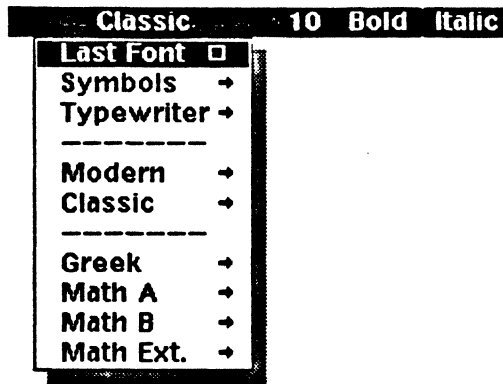 Classic 10 Bold Italic
Last Font
Symbols →
Typewriter →
-------
Modern →
Classic →
-------
Greek →
Math A →
Math B →
Math Ext. →